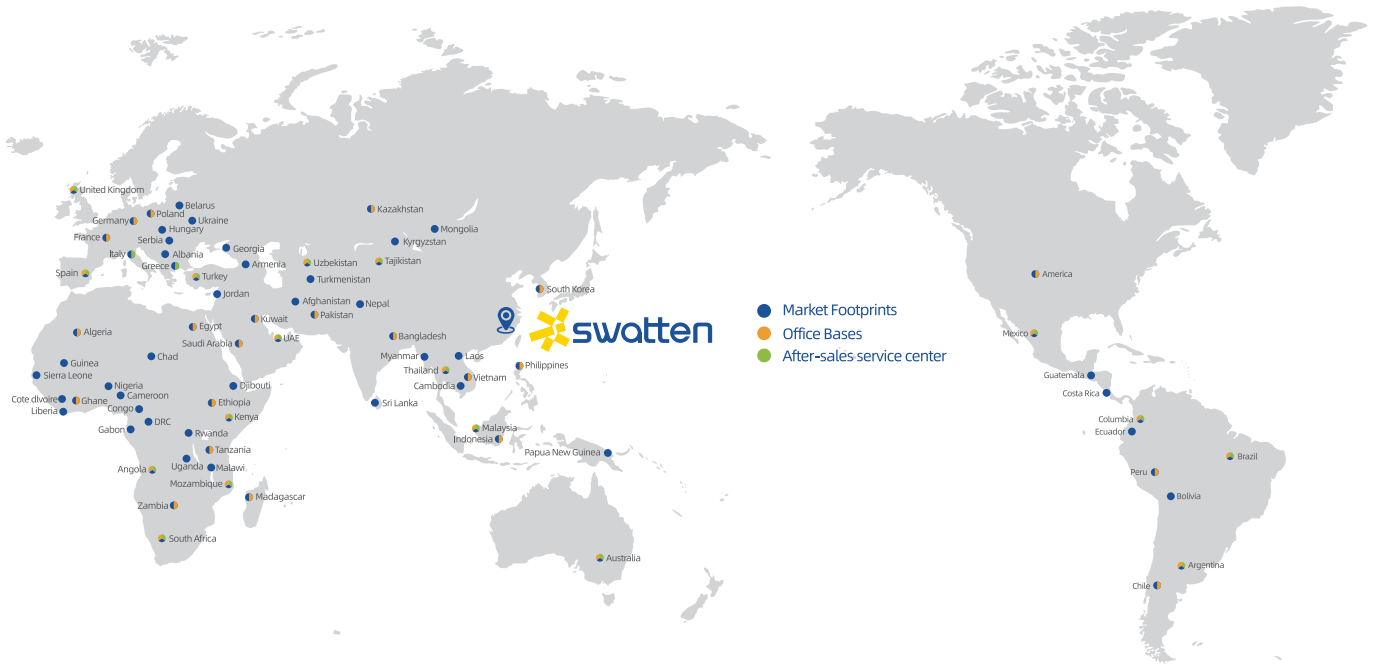 United Kingdom
Belarus
Kazakhstan
Poland
Germany
Ukraine
Hungary
Mongolia
France
Serbia
Kyrgyzstan
Georgia
Italy
Albania
Tajikistan
Uzbekistan
Armenia
Greece
Spain
Turkey
America
Turkmenistan
South Korea
Jordan
Afghanistan
Nepal
Pakistan
Kuwait
swatten
Market Footprints
Office Bases
After-sales service center
Egypt
Algeria
Mexico
Bangladesh
UAE
Saudi Arabia
Chad
Myanmar
Laos
Guinea
Philippines
Thailand
Sierra Leone
Vietnam
Guatemala
Nigeria
Djibouti
Cambodia
Costa Rica
Cameroon
Cote dlvoire
Ghane
Ethiopia
Sri Lanka
Congo
Liberia
Kenya
Columbia
DRC
Malaysia
Gabon
Rwanda
Ecuador
Indonesia
Tanzania
Papua New Guinea
Brazil
Uganda
Malawi
Angola
Peru
Mozambique
Madagascar
Bolivia
Zambia
South Africa
Australia
Argentina
Chile